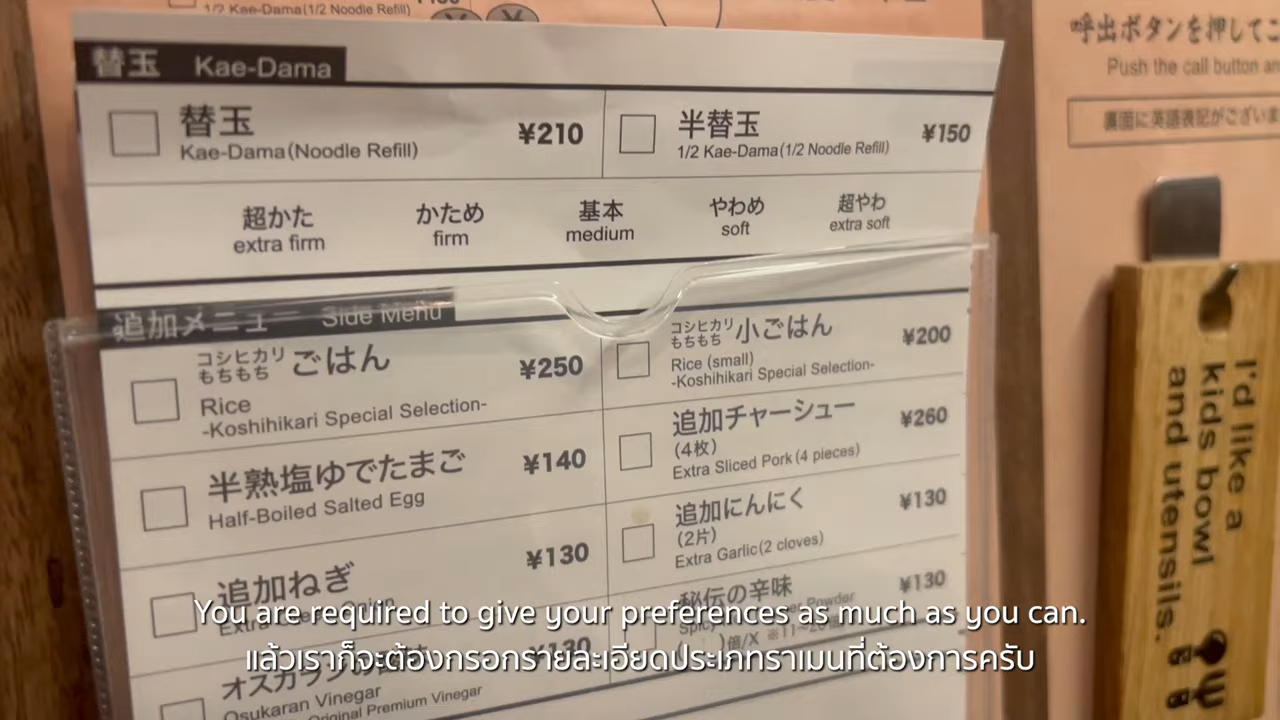 1/2 Kae-Dama(1/2 Noodle Refill)
替玉 Kae-Dama
替玉 ¥210
Kae-Dama(Noodle Refill)
半替玉 ¥150
1/2 Kae-Dama(1/2 Noodle Refill)
超かた かため 基本 やわめ 超やわ
extra firm firm medium soft extra soft
追加メニュー Side Menu
コシヒカリ
もちもち ごはん ¥250
Rice
-Koshihikari Special Selection-
コシヒカリ
もちもち 小ごはん ¥200
Rice (small)
-Koshihikari Special Selection-
半熟塩ゆでたまご ¥140
Half-Boiled Salted Egg
追加チャーシュー ¥260
(4枚)
Extra Sliced Pork(4 pieces)
追加ねぎ ¥130
Extra
追加にんにく ¥130
(2片)
Extra Garlic(2 cloves)
秘伝の辛味 ¥130
Spicy Powder
( )倍/X ※11~20
オスカランの ¥130
Osukaran Vinegar
Original Premium Vinegar
呼出ボタンを押してこ
Push the call button an
裏面に英語表記がございま
I'd like a
kids bowl
and utensils.
You are required to give your preferences as much as you can.
แล้วเราก็จะต้องกรอกรายละเอียดประเภทราเมนที่ต้องการครับ